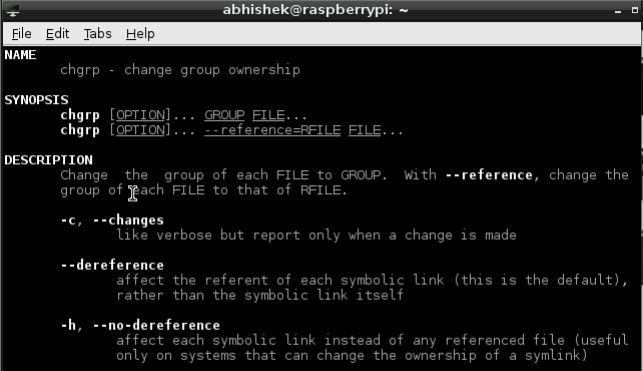 abhishek@raspberrypi: ~
File Edit Tabs Help
NAME
chgrp - change group ownership
SYNOPSIS
chgrp [OPTION]... GROUP FILE...
chgrp [OPTION]... --reference=RFILE FILE...
DESCRIPTION
Change the group of each FILE to GROUP. With --reference, change the
group of each FILE to that of RFILE.
-c, --changes
like verbose but report only when a change is made
--dereference
affect the referent of each symbolic link (this is the default),
rather than the symbolic link itself
-h, --no-dereference
affect each symbolic link instead of any referenced file (useful
only on systems that can change the ownership of a symlink)